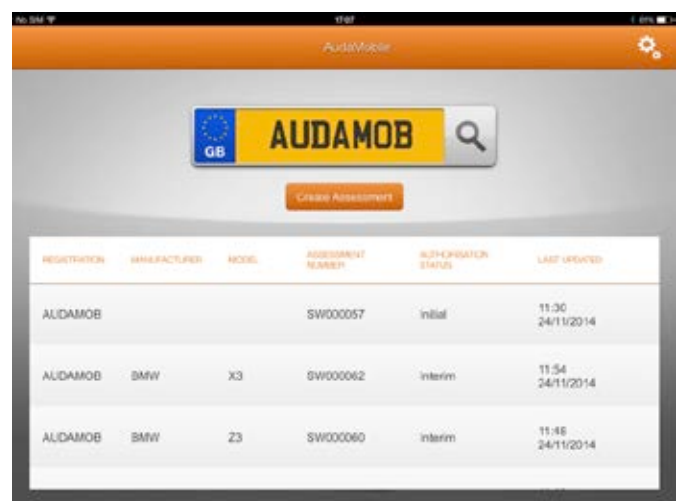 No SIM 17:07 81%
AudaMobile
GB AUDAMOB
Create Assessment
REGISTRATION MANUFACTURER MODEL ASSESSMENT NUMBER AUTHORISATION STATUS LAST UPDATED
AUDAMOB SW000057 Initial 11:30 24/11/2014
AUDAMOB BMW X3 SW000062 Interim 11:54 24/11/2014
AUDAMOB BMW Z3 SW000060 Interim 11:46 24/11/2014